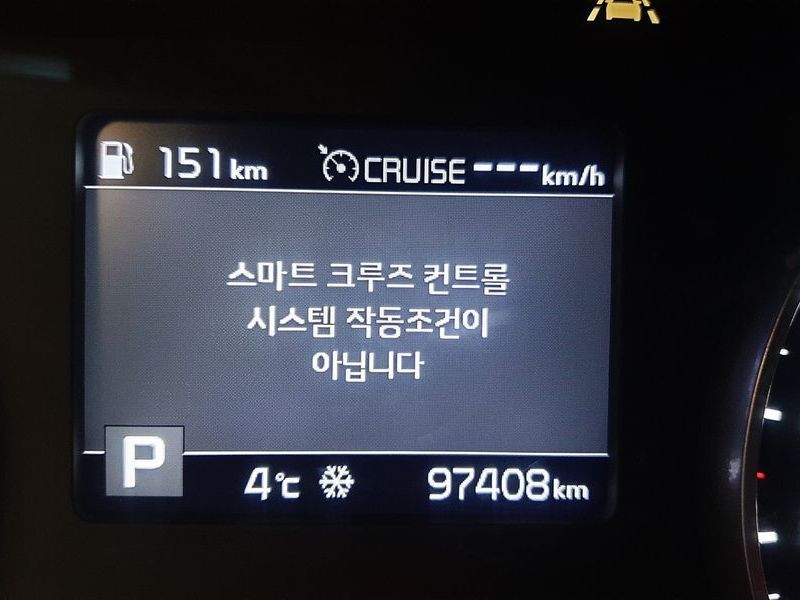 151km CRUISE ---km/h
스마트 크루즈 컨트롤
시스템 작동조건이
아닙니다
P 4℃ 97408km